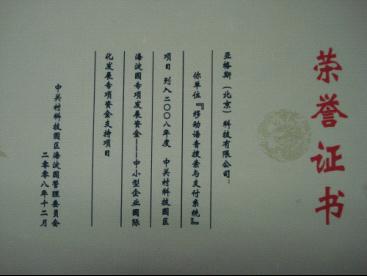 荣誉证书
亚格斯（北京）科技有限公司：
你单位『移动语音搜索与支付系统』
项目 列入二〇〇八年度 中关村科技园区
海淀园专项发展资金——中小型企业国际
化发展专项资金支持项目
中关村科技园区海淀园管理委员会
二零零八年十二月